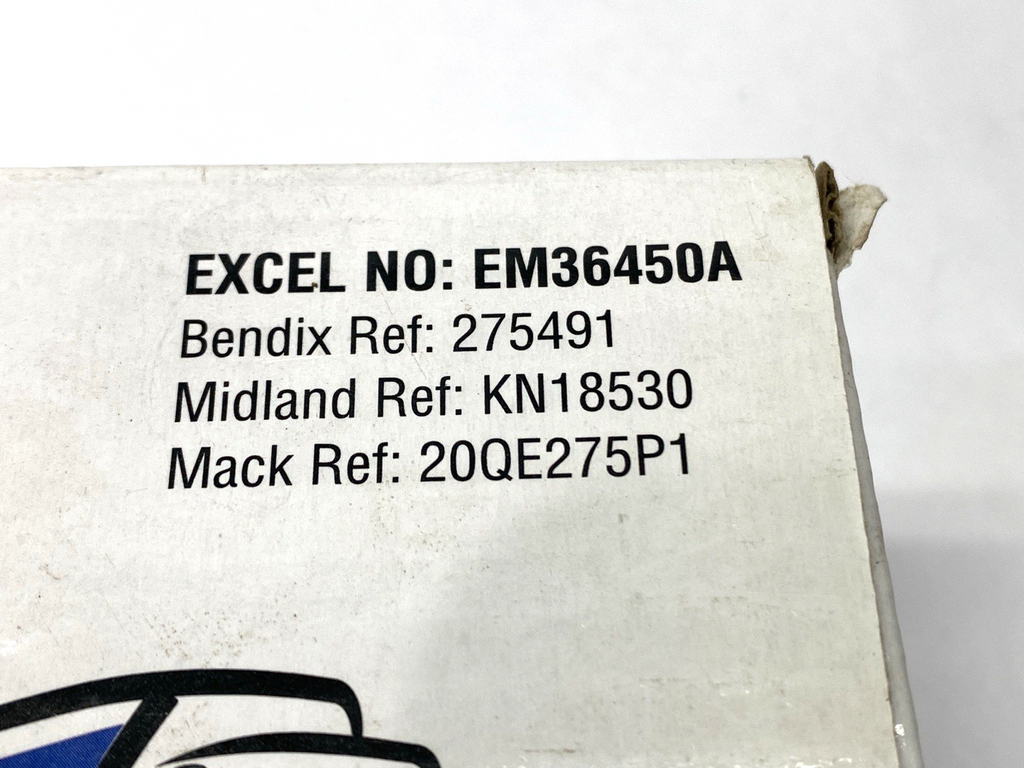 EXCEL NO: EM36450A
Bendix Ref: 275491
Midland Ref: KN18530
Mack Ref: 20QE275P1